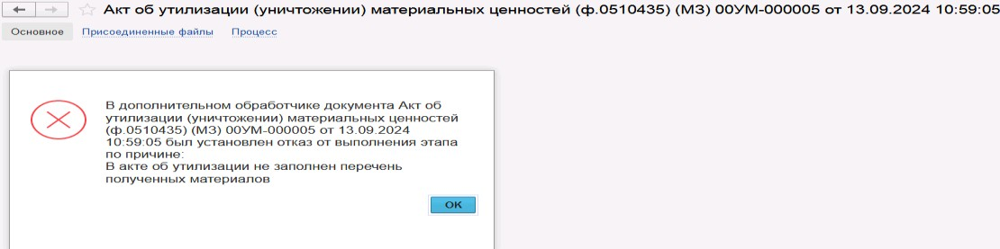 Акт об утилизации (уничтожении) материальных ценностей (ф.0510435) (МЗ) 00УМ-000005 от 13.09.2024 10:59:05
Основное Присоединенные файлы Процесс
В дополнительном обработчике документа Акт об
утилизации (уничтожении) материальных ценностей
(ф.0510435) (МЗ) 00УМ-000005 от 13.09.2024
10:59:05 был установлен отказ от выполнения этапа
по причине:
В акте об утилизации не заполнен перечень
полученных материалов
ОК